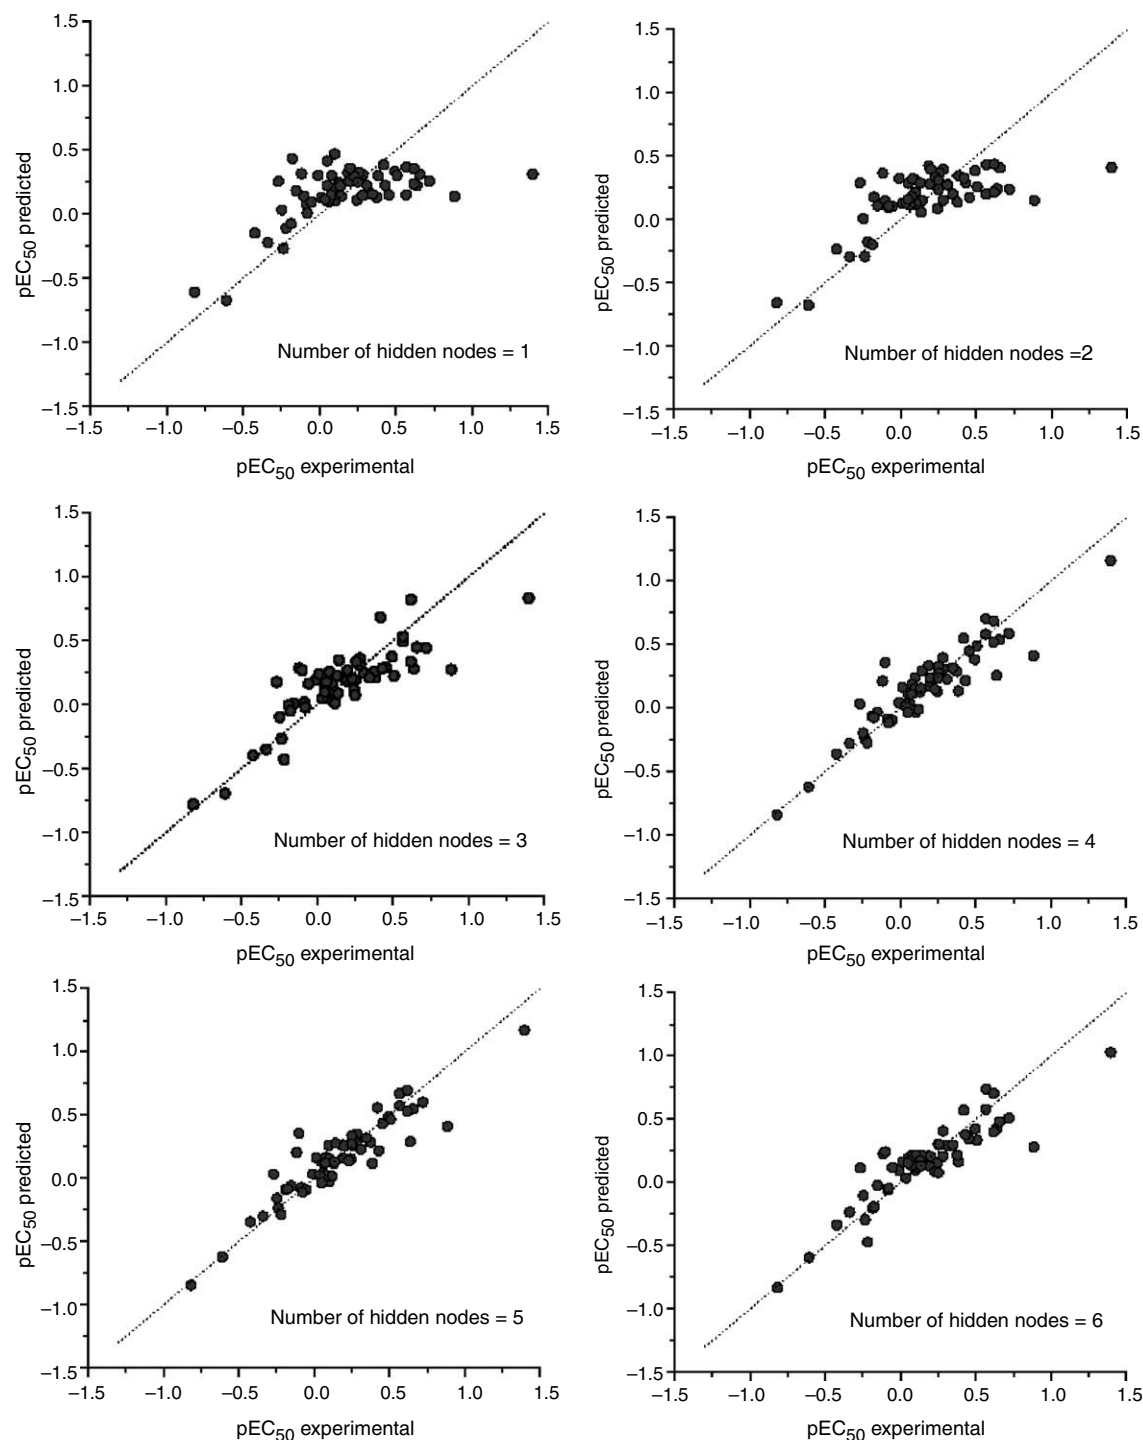 1.5
1.0
0.5
0.0
−0.5
−1.0
−1.5
pEC50 predicted
Number of hidden nodes = 1
−1.5 −1.0 −0.5 0.0 0.5 1.0 1.5
pEC50 experimental
1.5
1.0
0.5
0.0
−0.5
−1.0
−1.5
pEC50 predicted
Number of hidden nodes =2
−1.5 −1.0 −0.5 0.0 0.5 1.0 1.5
pEC50 experimental
1.5
1.0
0.5
0.0
−0.5
−1.0
−1.5
pEC50 predicted
Number of hidden nodes = 3
−1.5 −1.0 −0.5 0.0 0.5 1.0 1.5
pEC50 experimental
1.5
1.0
0.5
0.0
−0.5
−1.0
−1.5
pEC50 predicted
Number of hidden nodes = 4
−1.5 −1.0 −0.5 0.0 0.5 1.0 1.5
pEC50 experimental
1.5
1.0
0.5
0.0
−0.5
−1.0
−1.5
pEC50 predicted
Number of hidden nodes = 5
−1.5 −1.0 −0.5 0.0 0.5 1.0 1.5
pEC50 experimental
1.5
1.0
0.5
0.0
−0.5
−1.0
−1.5
pEC50 predicted
Number of hidden nodes = 6
−1.5 −1.0 −0.5 0.0 0.5 1.0 1.5
pEC50 experimental